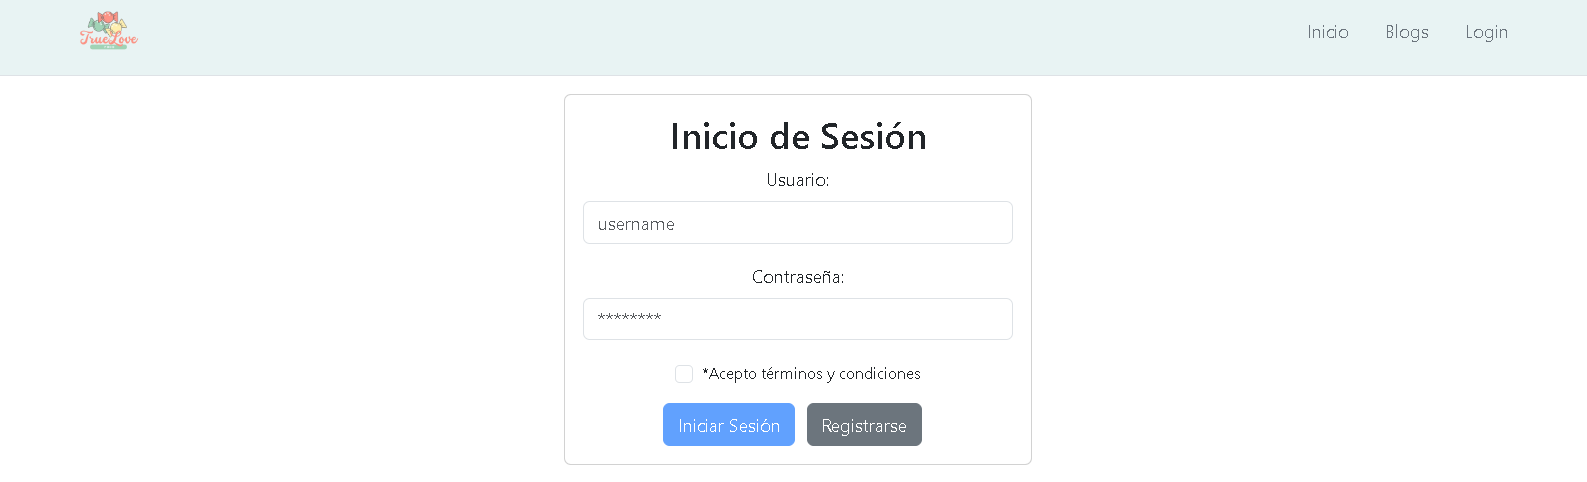 TrueLove
Inicio Blogs Login
Inicio de Sesión
Usuario:
username
Contraseña:
********
*Acepto términos y condiciones
Iniciar Sesión Registrarse